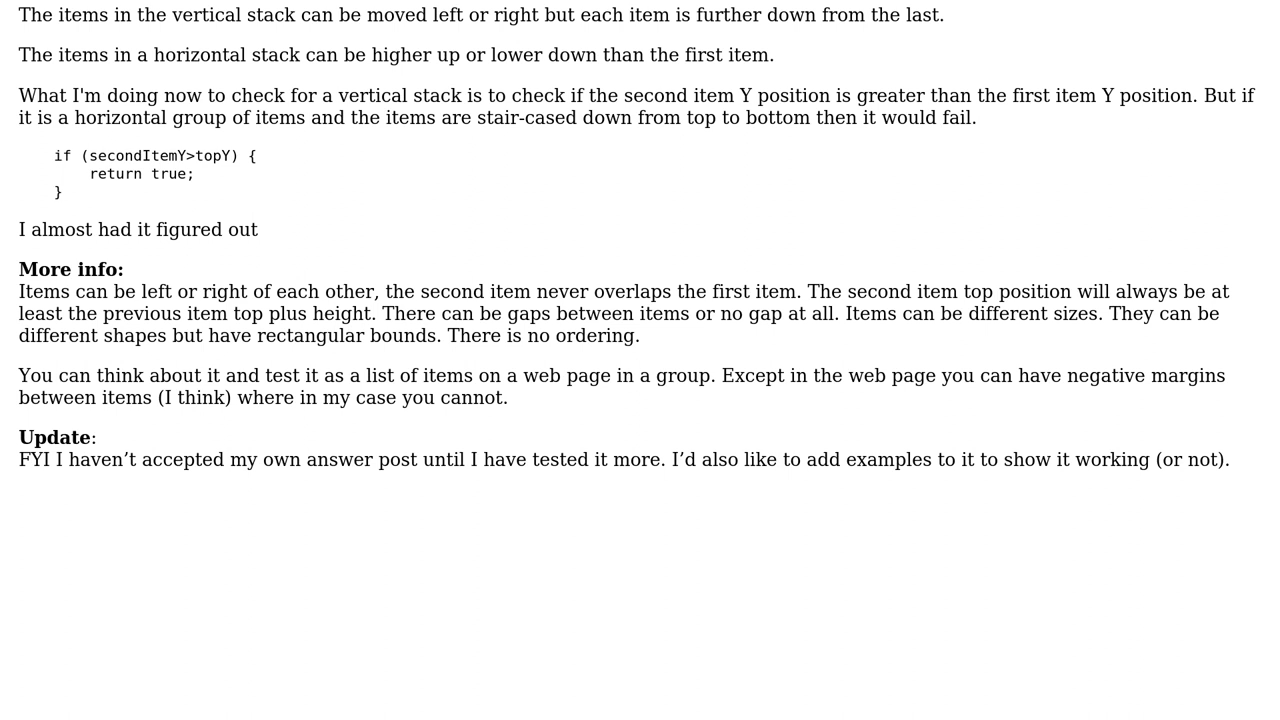 The items in the vertical stack can be moved left or right but each item is further down from the last.
The items in a horizontal stack can be higher up or lower down than the first item.
What I'm doing now to check for a vertical stack is to check if the second item Y position is greater than the first item Y position. But if
it is a horizontal group of items and the items are stair-cased down from top to bottom then it would fail.
if (secondItemY>topY) {
    return true;
}
I almost had it figured out
More info:
Items can be left or right of each other, the second item never overlaps the first item. The second item top position will always be at
least the previous item top plus height. There can be gaps between items or no gap at all. Items can be different sizes. They can be
different shapes but have rectangular bounds. There is no ordering.
You can think about it and test it as a list of items on a web page in a group. Except in the web page you can have negative margins
between items (I think) where in my case you cannot.
Update:
FYI I haven’t accepted my own answer post until I have tested it more. I’d also like to add examples to it to show it working (or not).